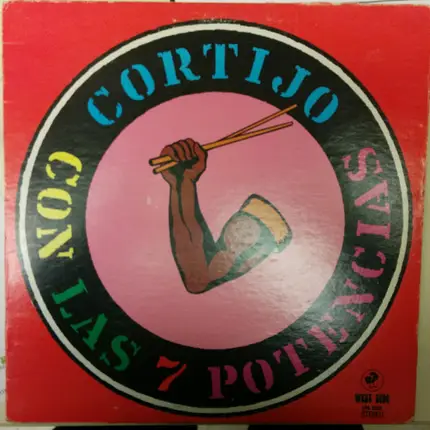 CORTIJO
CON LAS 7 POTENCIAS
WEST SIDE